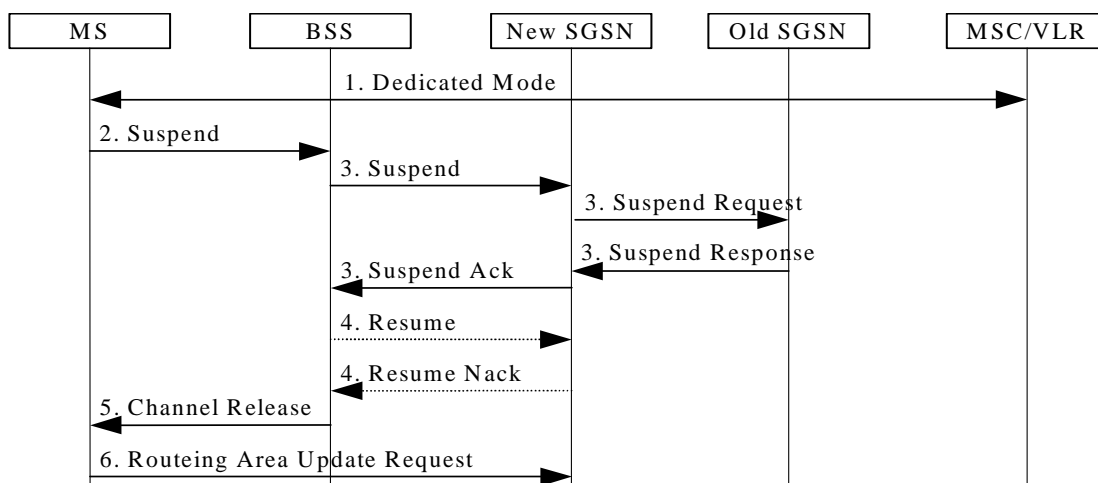 MS
BSS
New SGSN
Old SGSN
MSC/VLR
1. Dedicated Mode
2. Suspend
3. Suspend
3. Suspend Request
3. Suspend Response
3. Suspend Ack
4. Resume
4. Resume Nack
5. Channel Release
6. Routeing Area Update Request